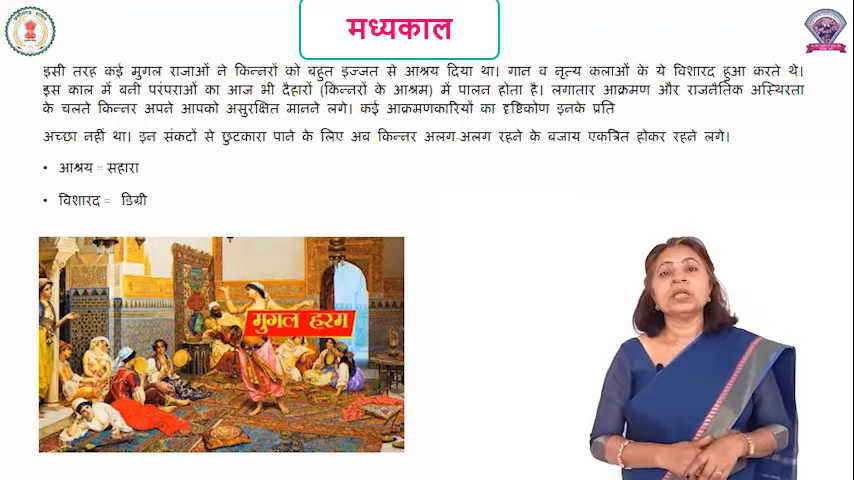 मध्यकाल
इसी तरह कई मुगल राजाओं ने किन्नरों को बहुत इज्जत से आश्रय दिया था। गान व नृत्य कलाओं के ये विशारद हुआ करते थे।
इस काल में बनी परंपराओं का आज भी दैहारों (किन्नरों के आश्रम) में पालन होता है। लगातार आक्रमण और राजनैतिक अस्थिरता
के चलते किन्नर अपने आपको असुरक्षित मानने लगे। कई आक्रमणकारियों का दृष्टिकोण इनके प्रति
अच्छा नहीं था। इन संकटों से छुटकारा पाने के लिए अब किन्नर अलग-अलग रहने के बजाय एकत्रित होकर रहने लगे।
• आश्रय = सहारा
• विशारद = डिग्री
मुगल हरम